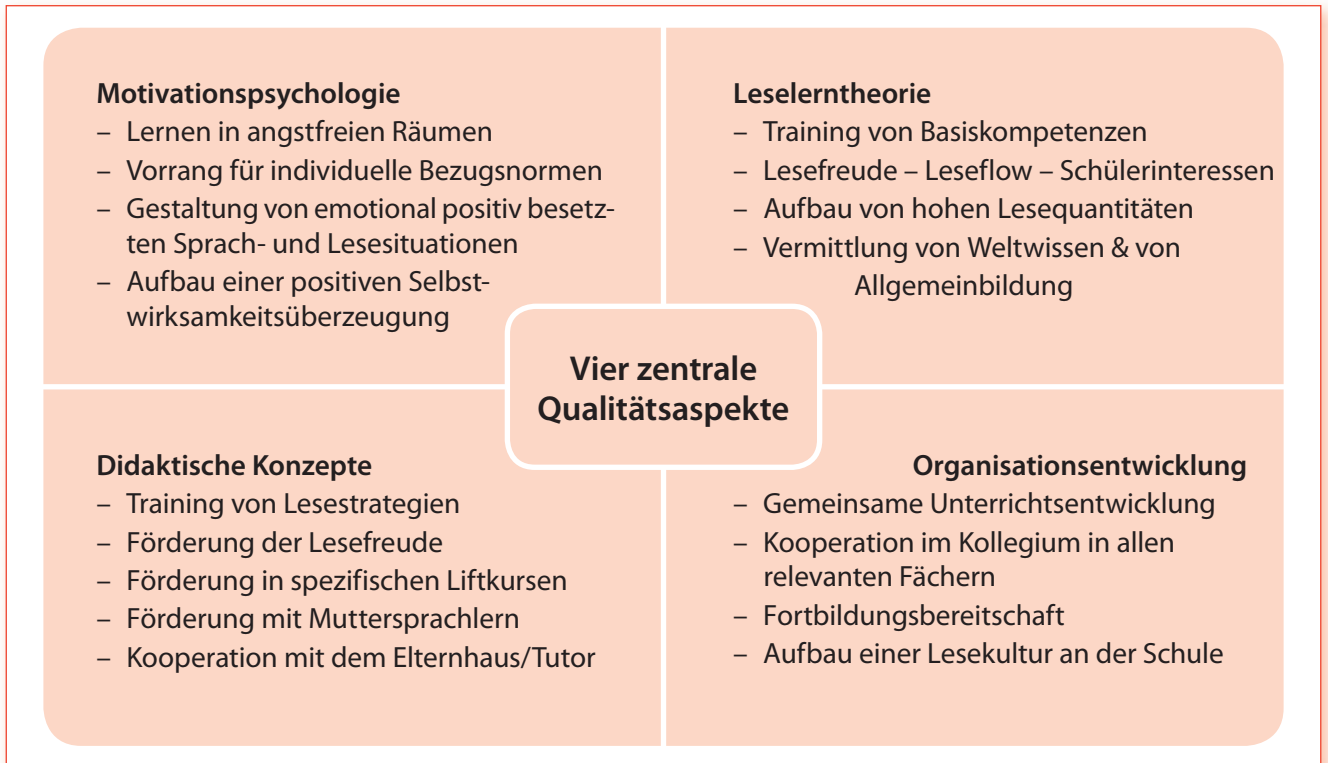 Motivationspsychologie
– Lernen in angstfreien Räumen
– Vorrang für individuelle Bezugsnormen
– Gestaltung von emotional positiv besetz-
ten Sprach- und Lesesituationen
– Aufbau einer positiven Selbst-
wirksamkeitsüberzeugung
Leselerntheorie
– Training von Basiskompetenzen
– Lesefreude – Leseflow – Schülerinteressen
– Aufbau von hohen Lesequantitäten
– Vermittlung von Weltwissen & von
Allgemeinbildung
Vier zentrale
Qualitätsaspekte
Didaktische Konzepte
– Training von Lesestrategien
– Förderung der Lesefreude
– Förderung in spezifischen Liftkursen
– Förderung mit Muttersprachlern
– Kooperation mit dem Elternhaus/Tutor
Organisationsentwicklung
– Gemeinsame Unterrichtsentwicklung
– Kooperation im Kollegium in allen
relevanten Fächern
– Fortbildungsbereitschaft
– Aufbau einer Lesekultur an der Schule